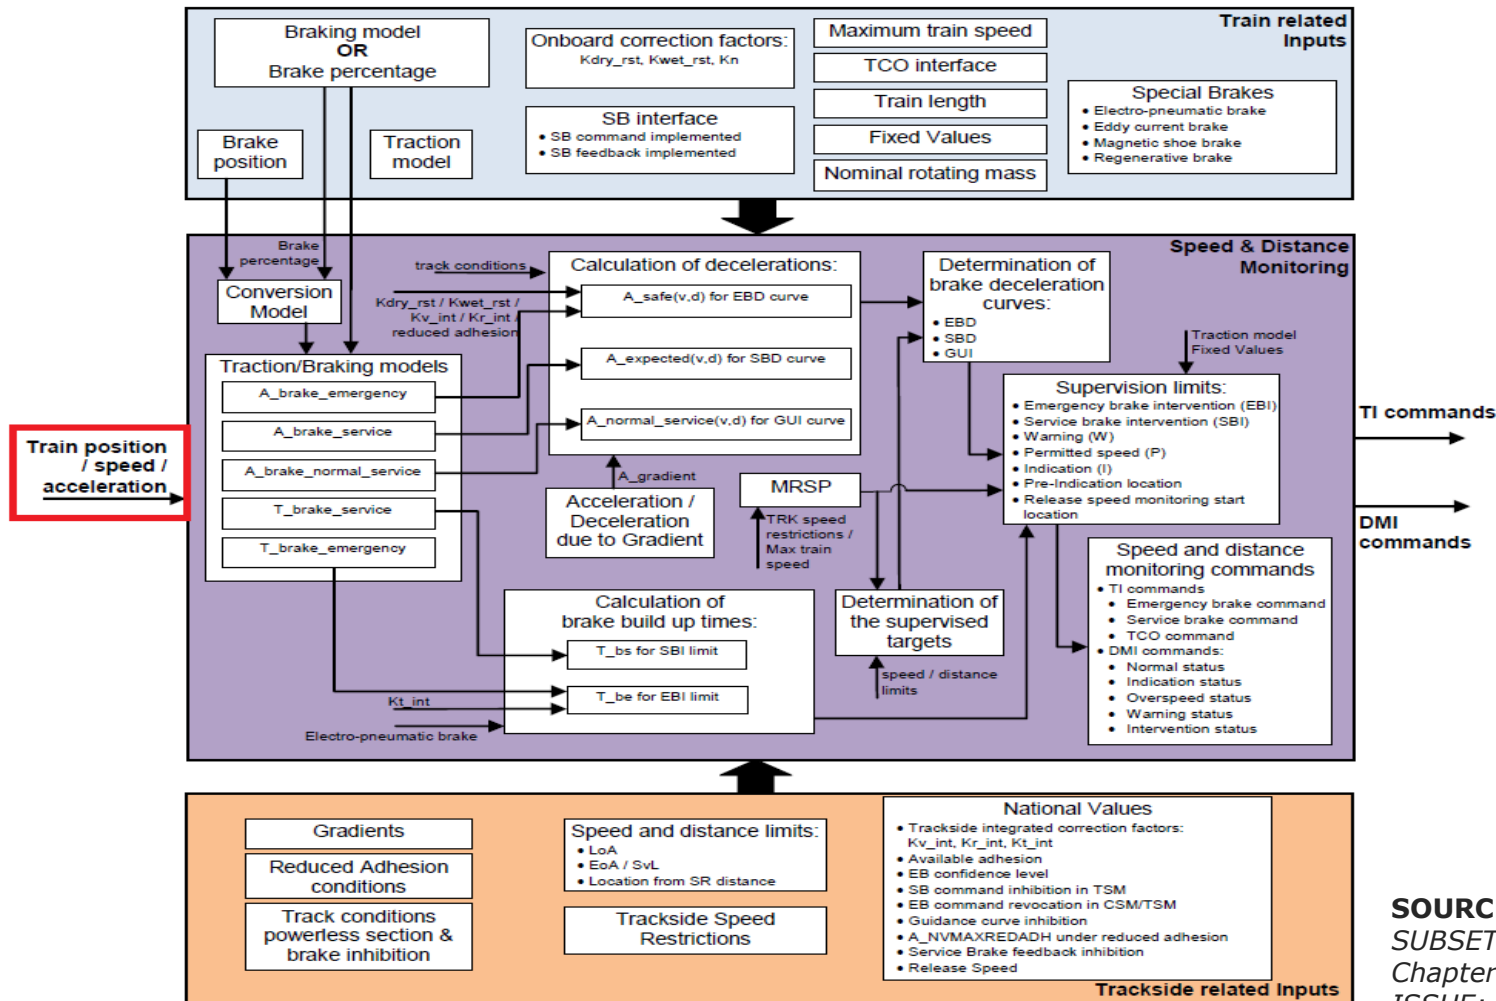 Train related
Inputs
Braking model
OR
Brake percentage
Onboard correction factors:
Kdry_rst, Kwet_rst, Kn
Maximum train speed
TCO interface
Train length
Fixed Values
Nominal rotating mass
Special Brakes
• Electro-pneumatic brake
• Eddy current brake
• Magnetic shoe brake
• Regenerative brake
SB interface
• SB command implemented
• SB feedback implemented
Brake
position
Traction
model
Speed & Distance
Monitoring
Brake
percentage
Conversion
Model
track conditions
Kdry_rst / Kwet_rst /
Kv_int / Kr_int /
reduced adhesion
Calculation of decelerations:
A_safe(v,d) for EBD curve
A_expected(v,d) for SBD curve
A_normal_service(v,d) for GUI curve
Determination of
brake deceleration
curves:
• EBD
• SBD
• GUI
Traction model
Fixed Values
Traction/Braking models
A_brake_emergency
A_brake_service
A_brake_normal_service
T_brake_service
T_brake_emergency
Train position
/ speed /
acceleration
Supervision limits:
• Emergency brake intervention (EBI)
• Service brake intervention (SBI)
• Warning (W)
• Permitted speed (P)
• Indication (I)
• Pre-Indication location
• Release speed monitoring start
location
TI commands
DMI
commands
A_gradient
Acceleration /
Deceleration
due to Gradient
MRSP
TRK speed
restrictions /
Max train
speed
Speed and distance
monitoring commands
• TI commands
• Emergency brake command
• Service brake command
• TCO command
• DMI commands:
• Normal status
• Indication status
• Overspeed status
• Warning status
• Intervention status
Calculation of
brake build up times:
T_bs for SBI limit
T_be for EBI limit
Determination of
the supervised
targets
speed / distance
limits
Kt_int
Electro-pneumatic brake
Gradients
Reduced Adhesion
conditions
Track conditions
powerless section &
brake inhibition
Speed and distance limits:
• LoA
• EoA / SvL
• Location from SR distance
Trackside Speed
Restrictions
National Values
• Trackside integrated correction factors:
Kv_int, Kr_int, Kt_int
• Available adhesion
• EB confidence level
• SB command inhibition in TSM
• EB command revocation in CSM/TSM
• Guidance curve inhibition
• A_NVMAXREDADH under reduced adhesion
• Service Brake feedback inhibition
• Release Speed
Trackside related Inputs
SOURC
SUBSET
Chapter